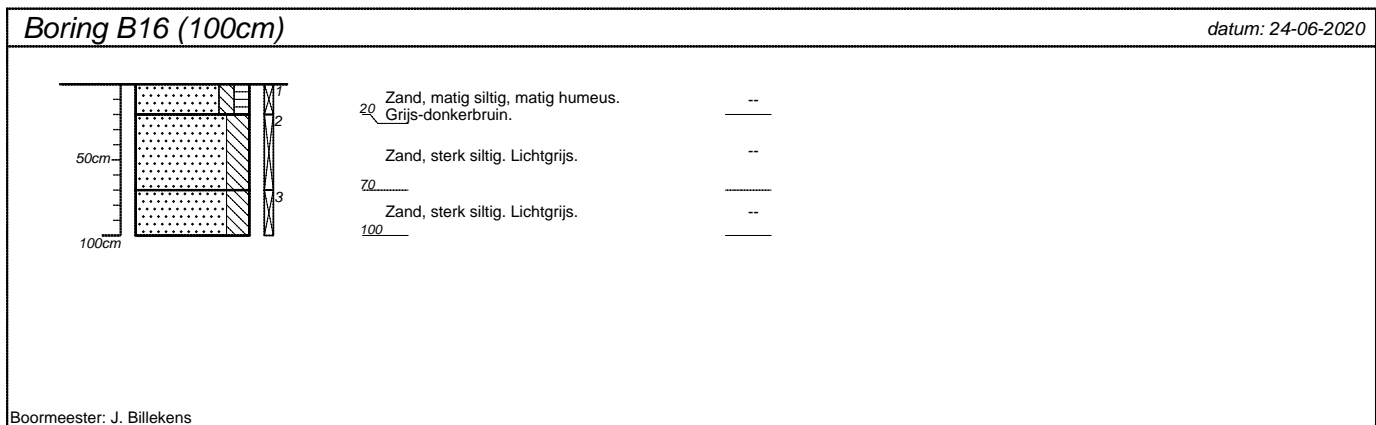 Boring B16 (100cm)
datum: 24-06-2020
1
Zand, matig siltig, matig humeus.
--
20
Grijs-donkerbruin.
2
50cm
Zand, sterk siltig. Lichtgrijs.
--
70
3
Zand, sterk siltig. Lichtgrijs.
--
100
100cm
Boormeester: J. Billekens